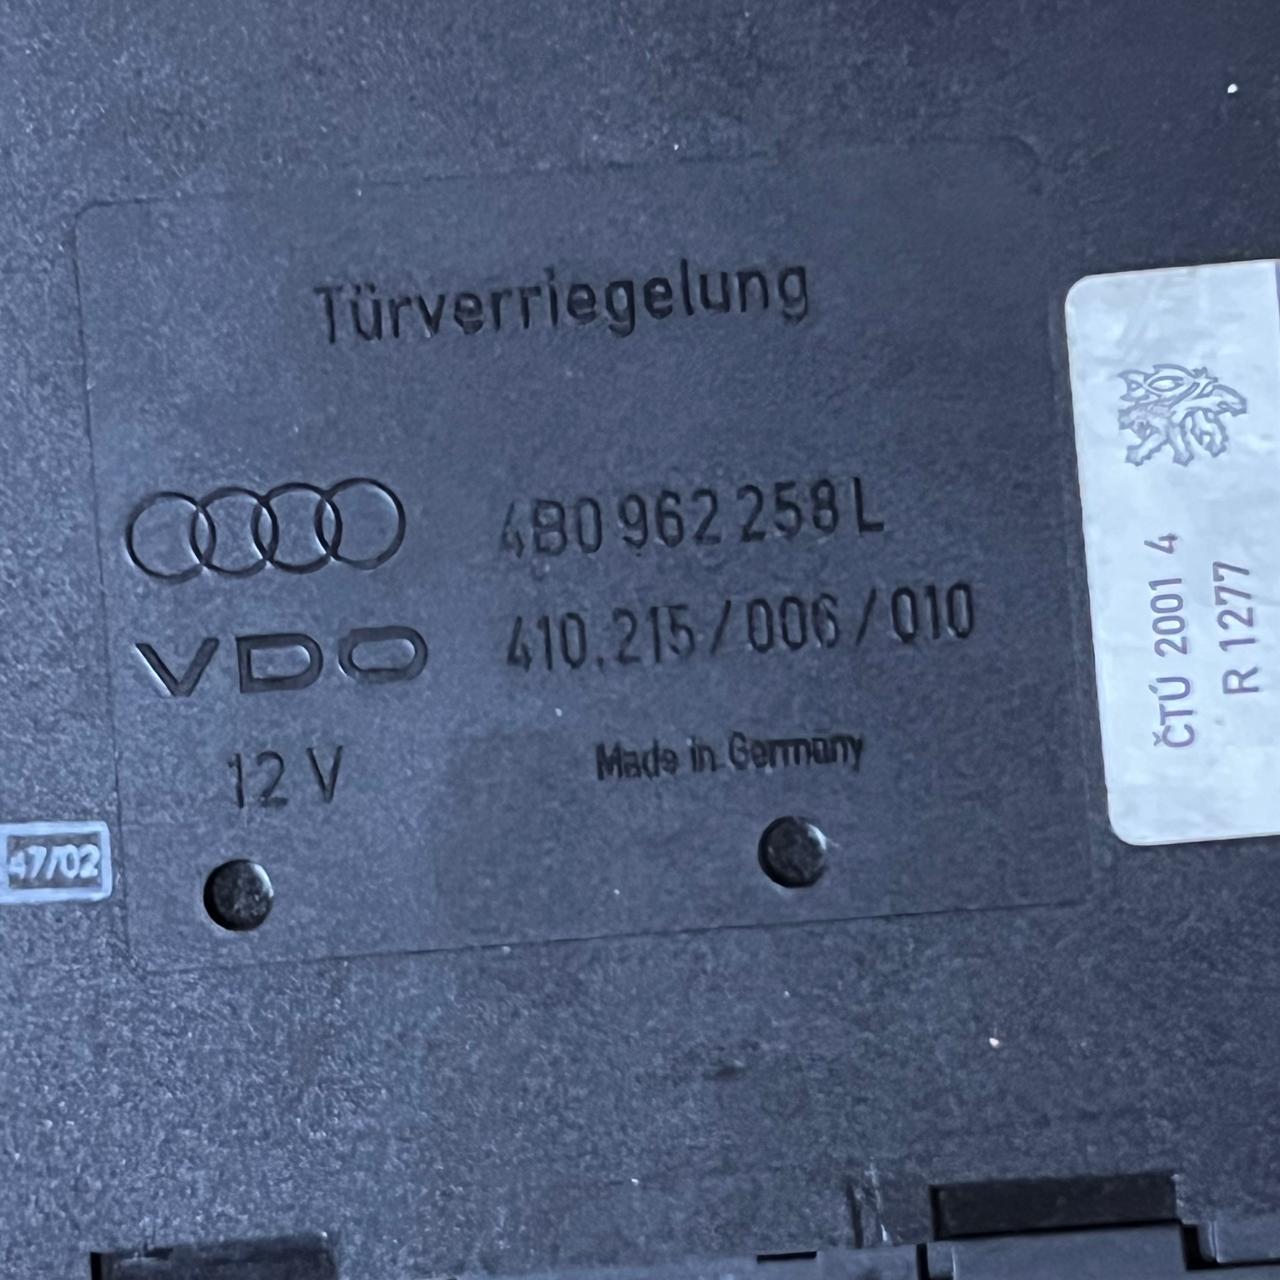 Türverriegelung
4B0 962 258 L
VDO 410.215/006/010
12 V
Made in Germany
47/02
ČTÚ 2001 4
R 1277